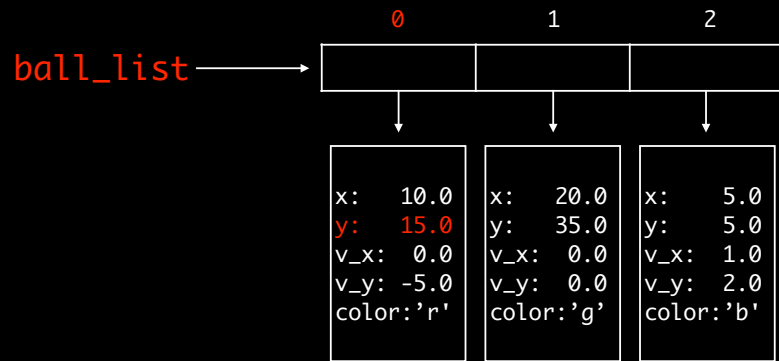 0 1 2
ball_list
x: 10.0
y: 15.0
v_x: 0.0
v_y: -5.0
color:’r'
x: 20.0
y: 35.0
v_x: 0.0
v_y: 0.0
color:’g’
x: 5.0
y: 5.0
v_x: 1.0
v_y: 2.0
color:’b'